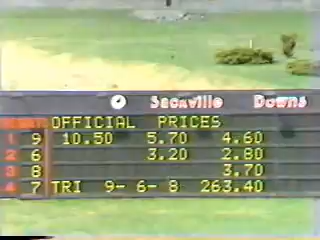 Sackville Downs
OFFICIAL PRICES
1 9 10.50 5.70 4.60
2 6 3.20 2.80
3 8 3.70
4 7 TRI 9- 6- 8 263.40